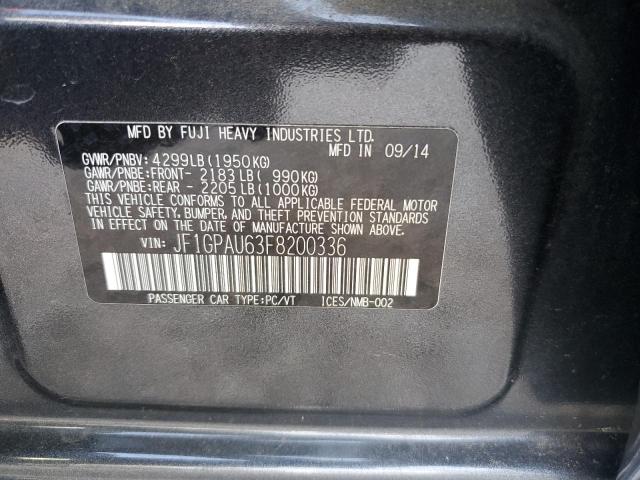 MFD BY FUJI HEAVY INDUSTRIES LTD.
MFD IN 09/14
GVWR/PNBV: 4299LB(1950KG)
GAWR/PNBE:FRONT- 2183LB( 990KG)
GAWR/PNBE:REAR - 2205LB(1000KG)
THIS VEHICLE CONFORMS TO ALL APPLICABLE FEDERAL MOTOR
VEHICLE SAFETY, BUMPER, AND THEFT PREVENTION STANDARDS
IN EFFECT ON THE DATE OF MANUFACTURE SHOWN ABOVE.
VIN: JF1GPAU63F8200336
PASSENGER CAR TYPE:PC/VT ICES/NMB-002